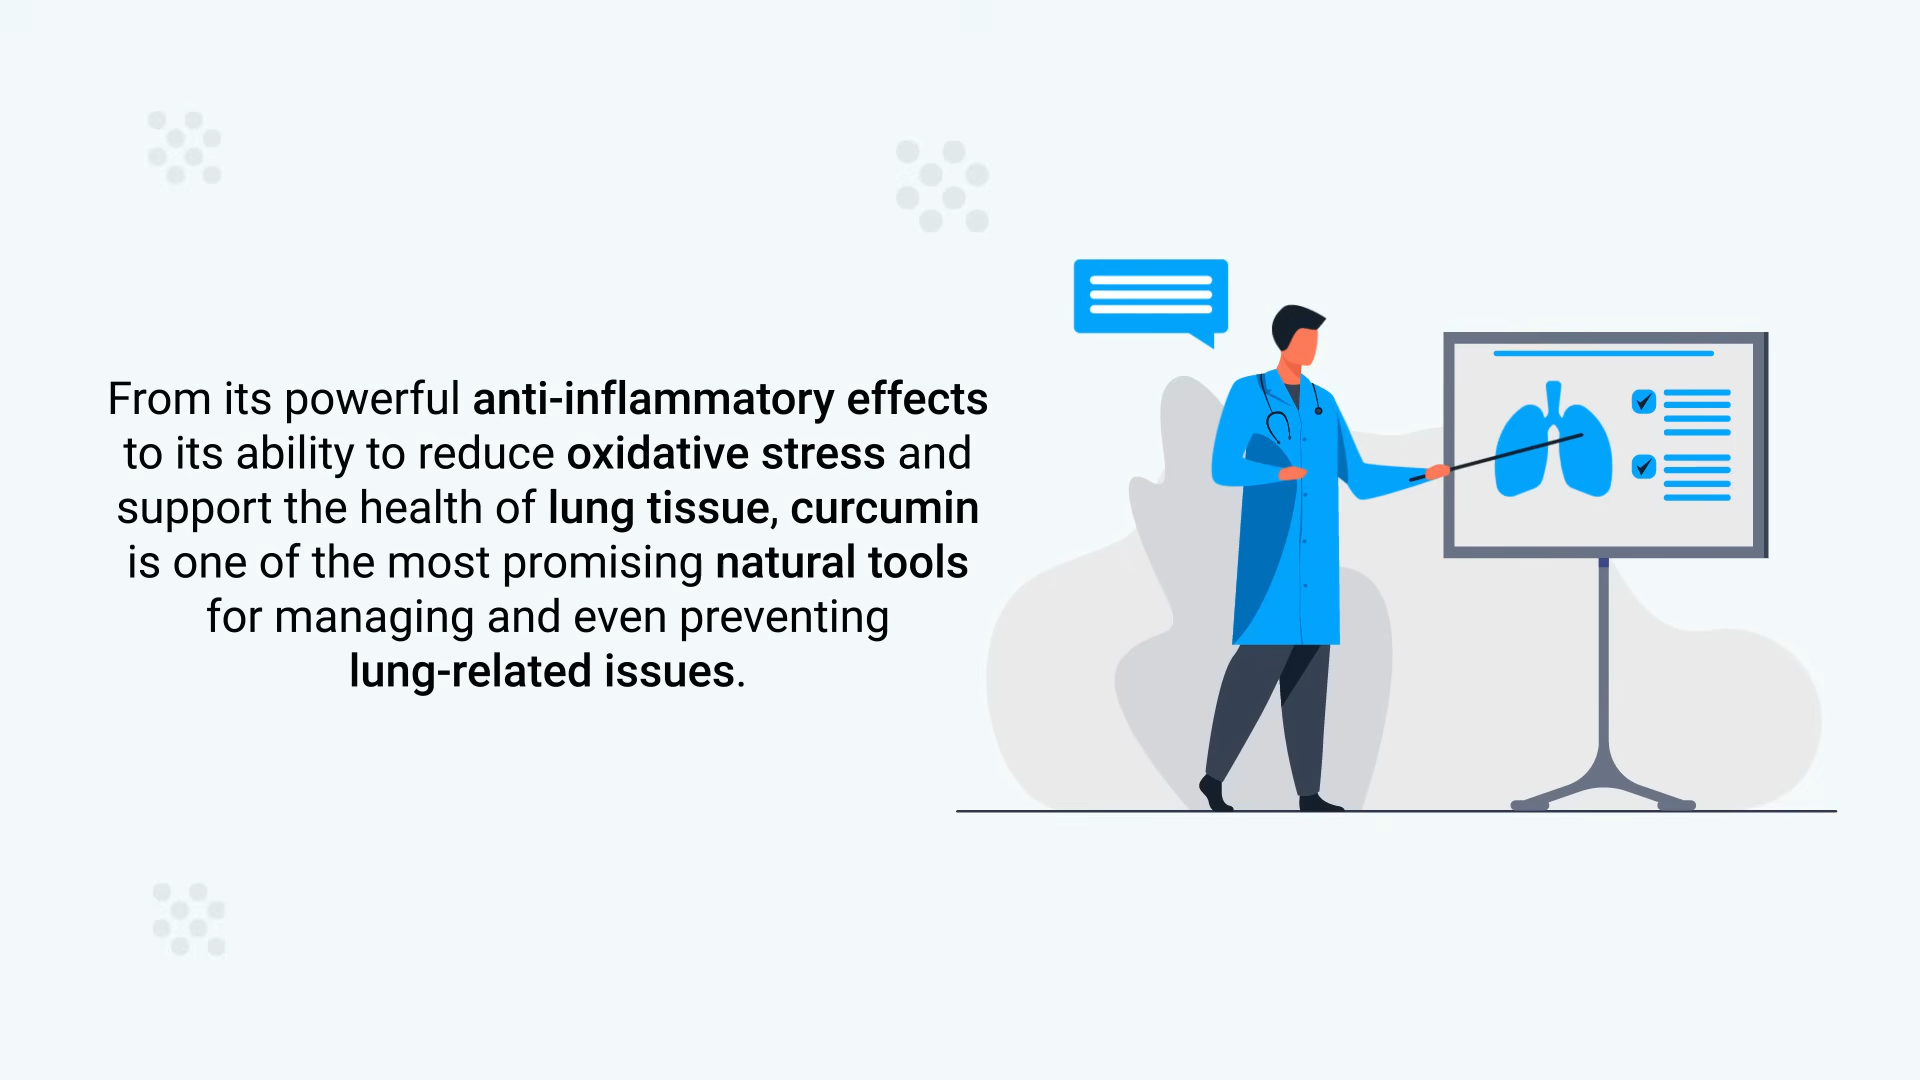 From its powerful anti-inflammatory effects
to its ability to reduce oxidative stress and
support the health of lung tissue, curcumin
is one of the most promising natural tools
for managing and even preventing
lung-related issues.